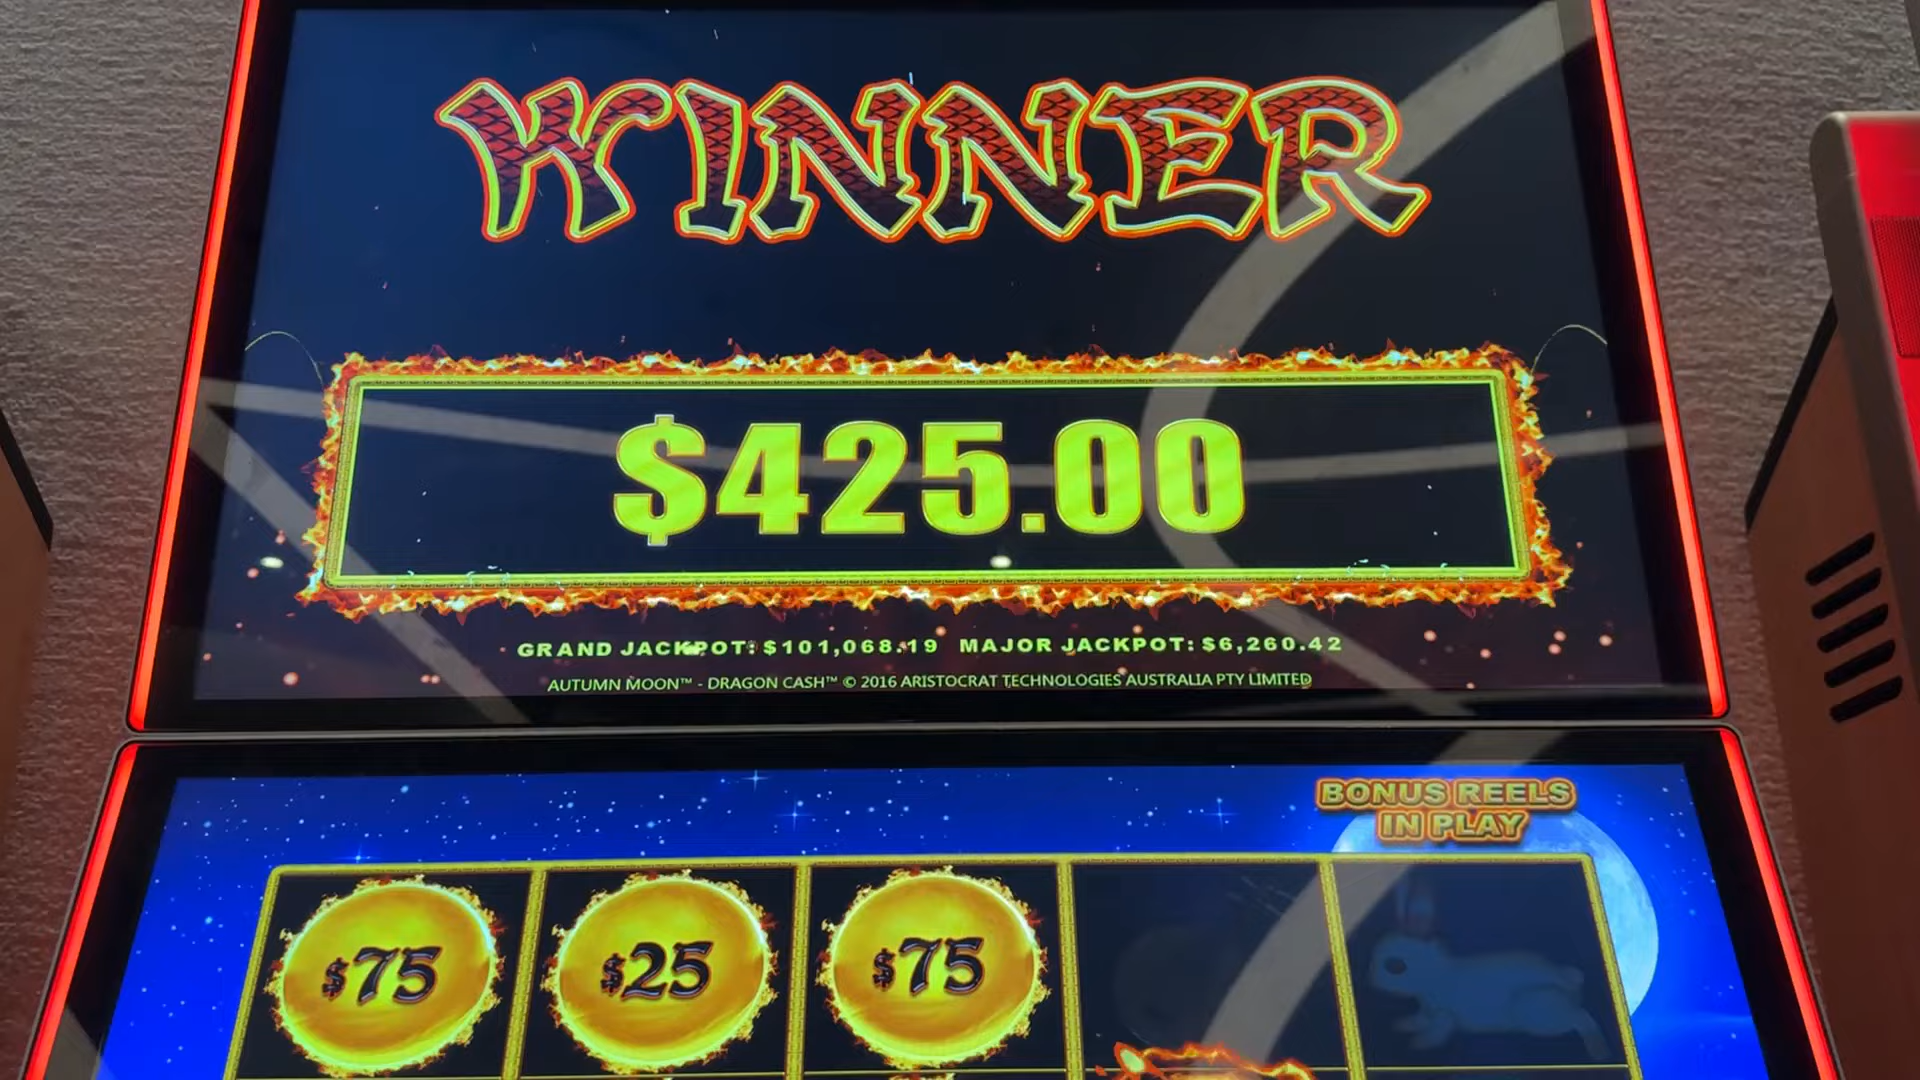 WINNER
$425.00
GRAND JACKPOT: $101,068.19 MAJOR JACKPOT: $6,260.42
AUTUMN MOON™ - DRAGON CASH™ © 2016 ARISTOCRAT TECHNOLOGIES AUSTRALIA PTY LIMITED
BONUS REELS
IN PLAY
$75 $25 $75